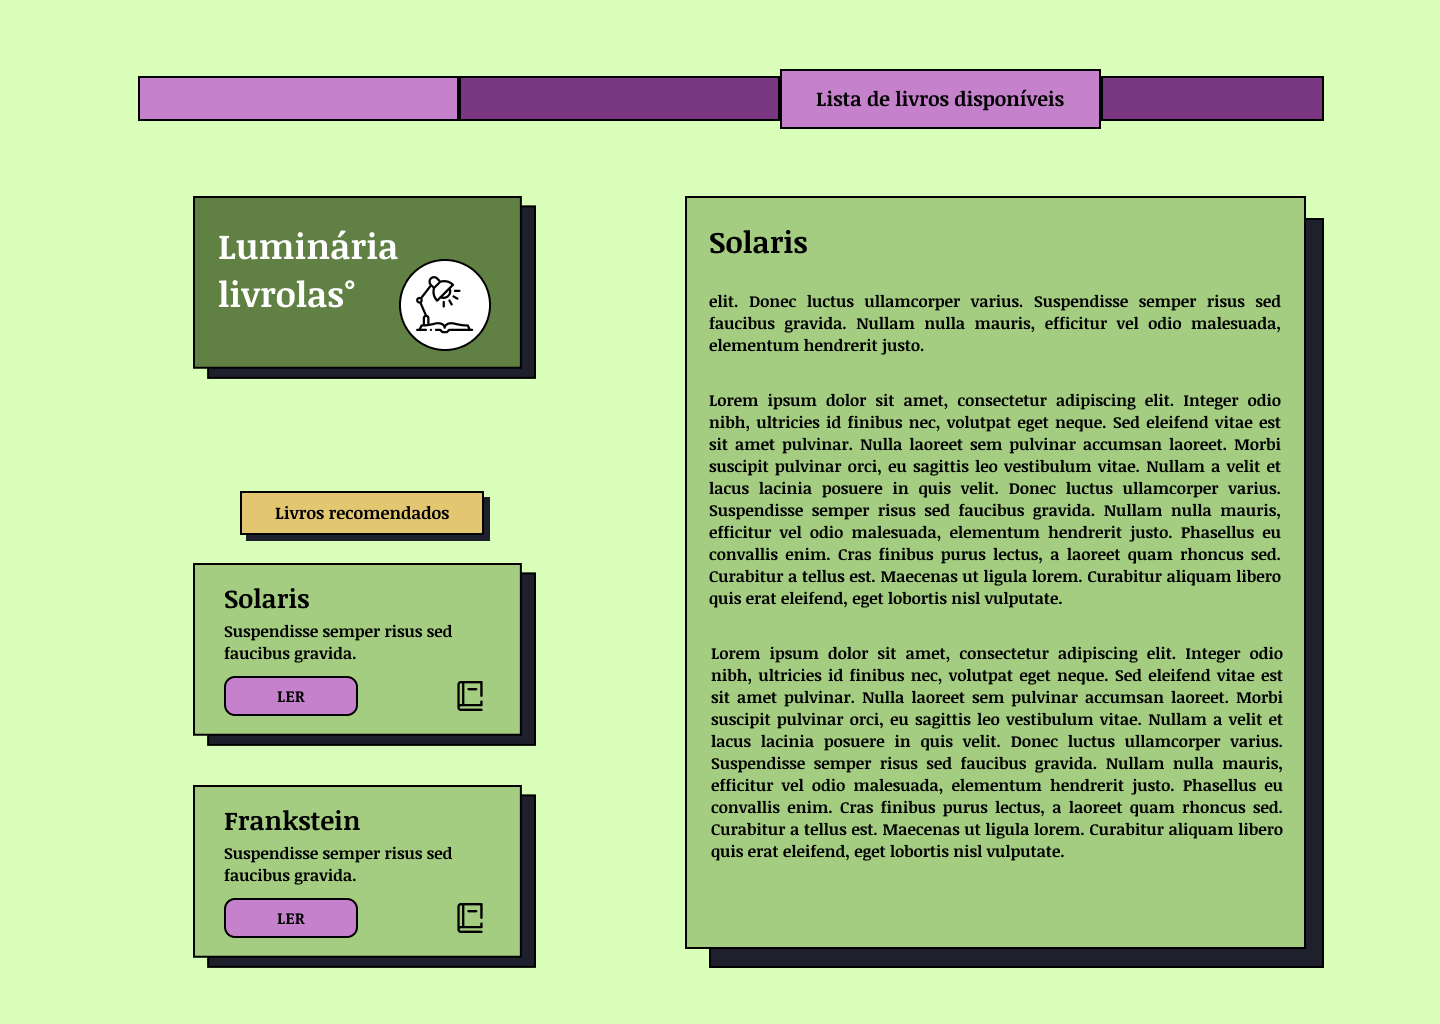 Lista de livros disponíveis
Luminária
livrolas°
Livros recomendados
Solaris
Suspendisse semper risus sed
faucibus gravida.
LER
Frankstein
Suspendisse semper risus sed
faucibus gravida.
LER
Solaris
elit. Donec luctus ullamcorper varius. Suspendisse semper risus sed
faucibus gravida. Nullam nulla mauris, efficitur vel odio malesuada,
elementum hendrerit justo.
Lorem ipsum dolor sit amet, consectetur adipiscing elit. Integer odio
nibh, ultricies id finibus nec, volutpat eget neque. Sed eleifend vitae est
sit amet pulvinar. Nulla laoreet sem pulvinar accumsan laoreet. Morbi
suscipit pulvinar orci, eu sagittis leo vestibulum vitae. Nullam a velit et
lacus lacinia posuere in quis velit. Donec luctus ullamcorper varius.
Suspendisse semper risus sed faucibus gravida. Nullam nulla mauris,
efficitur vel odio malesuada, elementum hendrerit justo. Phasellus eu
convallis enim. Cras finibus purus lectus, a laoreet quam rhoncus sed.
Curabitur a tellus est. Maecenas ut ligula lorem. Curabitur aliquam libero
quis erat eleifend, eget lobortis nisl vulputate.
Lorem ipsum dolor sit amet, consectetur adipiscing elit. Integer odio
nibh, ultricies id finibus nec, volutpat eget neque. Sed eleifend vitae est
sit amet pulvinar. Nulla laoreet sem pulvinar accumsan laoreet. Morbi
suscipit pulvinar orci, eu sagittis leo vestibulum vitae. Nullam a velit et
lacus lacinia posuere in quis velit. Donec luctus ullamcorper varius.
Suspendisse semper risus sed faucibus gravida. Nullam nulla mauris,
efficitur vel odio malesuada, elementum hendrerit justo. Phasellus eu
convallis enim. Cras finibus purus lectus, a laoreet quam rhoncus sed.
Curabitur a tellus est. Maecenas ut ligula lorem. Curabitur aliquam libero
quis erat eleifend, eget lobortis nisl vulputate.